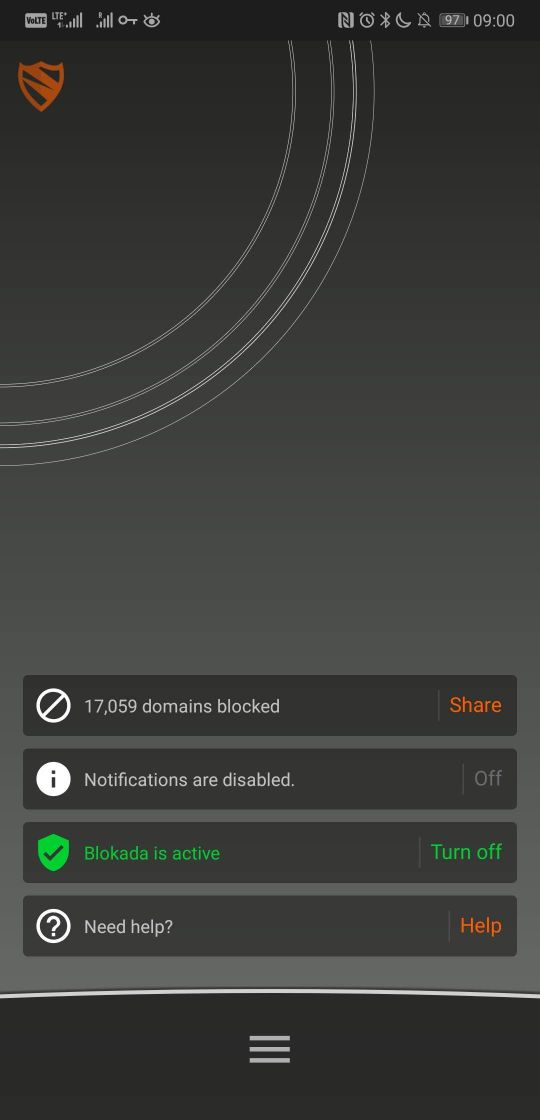 VoLTE LTE+ R 97 09:00
17,059 domains blocked Share
Notifications are disabled. Off
Blokada is active Turn off
Need help? Help